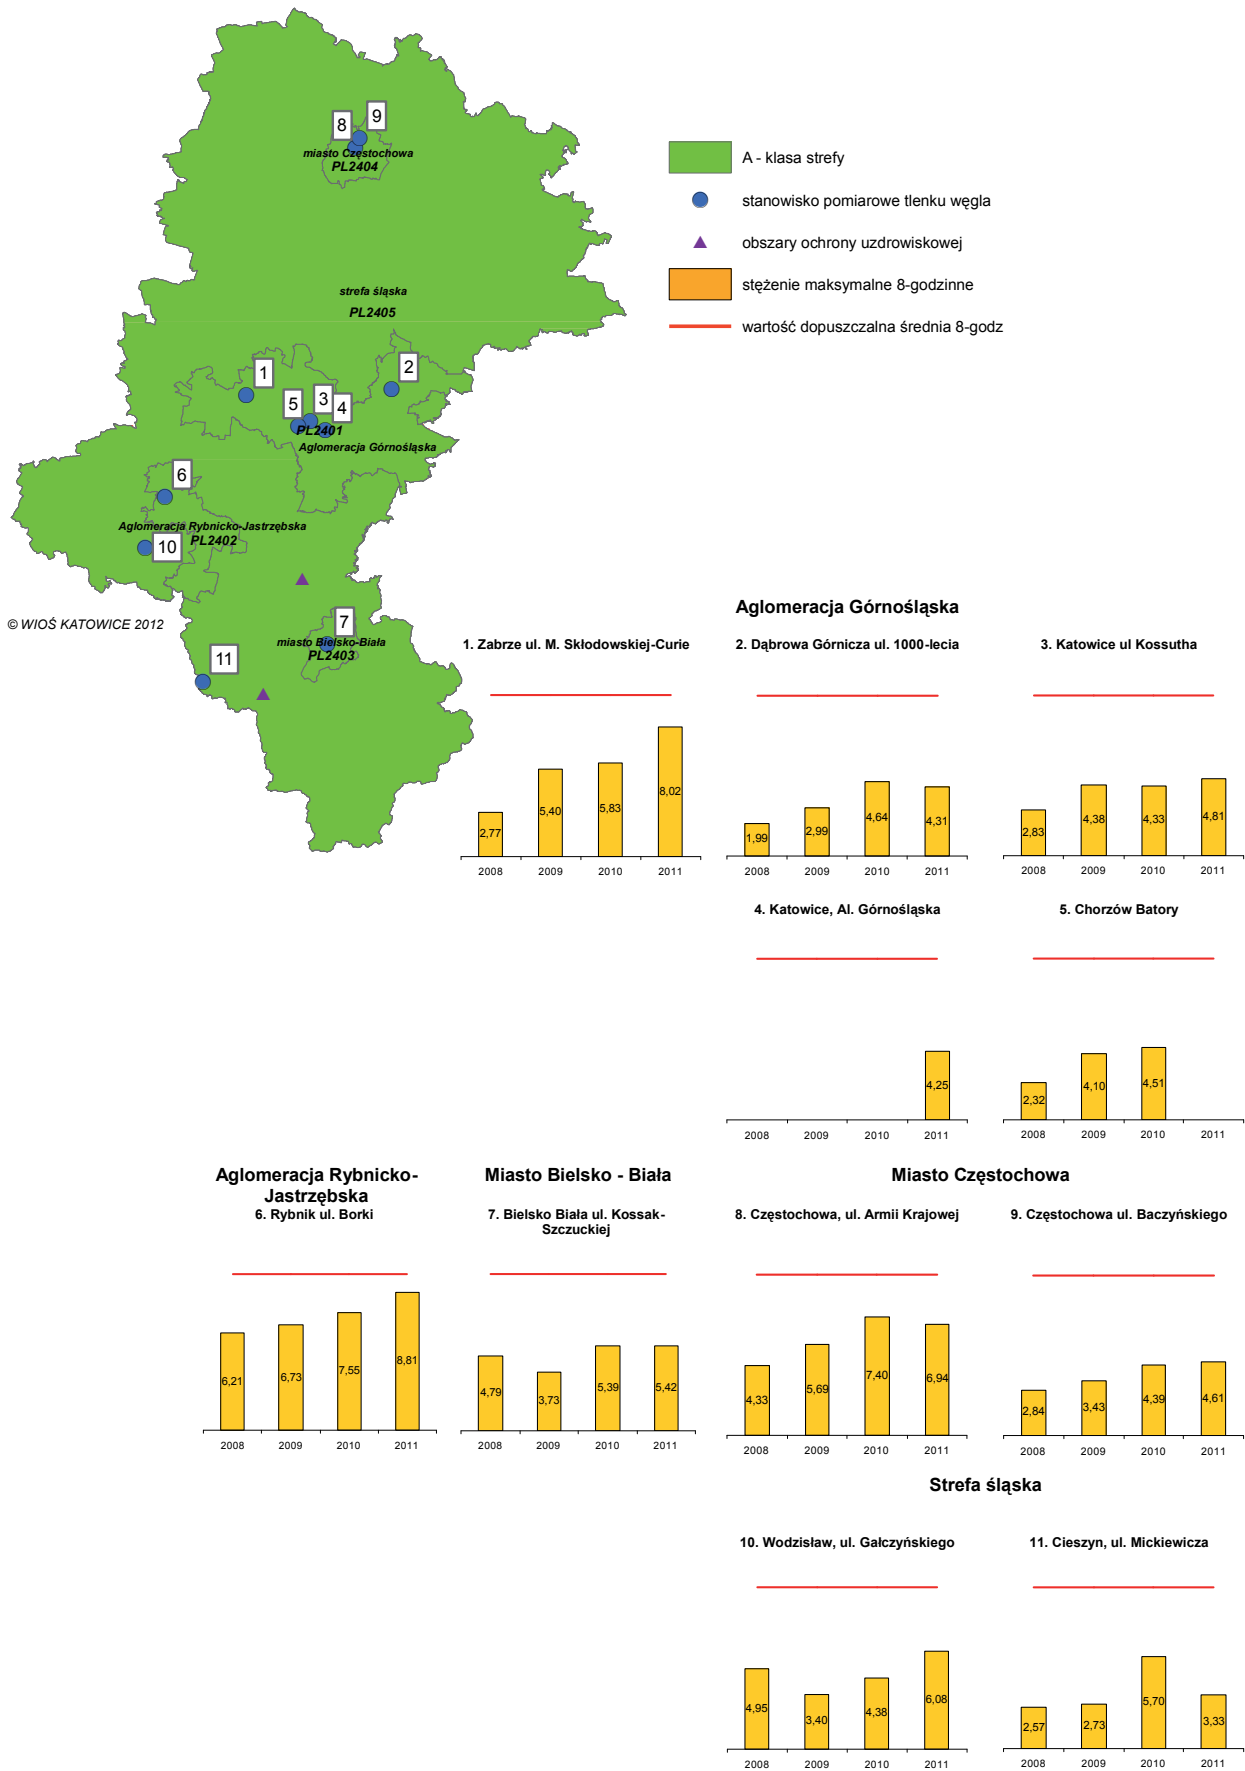 8
9
miasto Częstochowa
PL2404
A - klasa strefy
stanowisko pomiarowe tlenku węgla
obszary ochrony uzdrowiskowej
stężenie maksymalne 8-godzinne
wartość dopuszczalna średnia 8-godz
strefa śląska
PL2405
1
2
3
5
4
PL2401
Aglomeracja Górnośląska
6
Aglomeracja Rybnicko-Jastrzębska
PL2402
10
© WIOŚ KATOWICE 2012
7
miasto Bielsko-Biała
PL2403
11
Aglomeracja Górnośląska
1. Zabrze ul. M. Skłodowskiej-Curie
2,77
5,40
5,83
8,02
2008 2009 2010 2011
2. Dąbrowa Górnicza ul. 1000-lecia
1,99
2,99
4,64
4,31
2008 2009 2010 2011
3. Katowice ul Kossutha
2,83
4,38
4,33
4,81
2008 2009 2010 2011
4. Katowice, Al. Górnośląska
4,25
2008 2009 2010 2011
5. Chorzów Batory
2,32
4,10
4,51
2008 2009 2010 2011
Aglomeracja Rybnicko-
Jastrzębska
6. Rybnik ul. Borki
6,21
6,73
7,55
8,81
2008 2009 2010 2011
Miasto Bielsko - Biała
7. Bielsko Biała ul. Kossak-
Szczuckiej
4,79
3,73
5,39
5,42
2008 2009 2010 2011
Miasto Częstochowa
8. Częstochowa, ul. Armii Krajowej
4,33
5,69
7,40
6,94
2008 2009 2010 2011
9. Częstochowa ul. Baczyńskiego
2,84
3,43
4,39
4,61
2008 2009 2010 2011
Strefa śląska
10. Wodzisław, ul. Gałczyńskiego
4,95
3,40
4,38
6,08
2008 2009 2010 2011
11. Cieszyn, ul. Mickiewicza
2,57
2,73
5,70
3,33
2008 2009 2010 2011